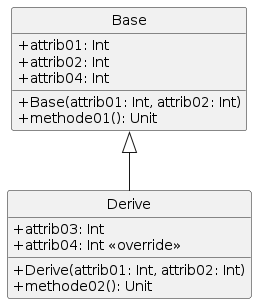 Base
+attrib01: Int
+attrib02: Int
+attrib04: Int
+Base(attrib01: Int, attrib02: Int)
+methode01(): Unit
Derive
+attrib03: Int
+attrib04: Int «override»
+Derive(attrib01: Int, attrib02: Int)
+methode02(): Unit